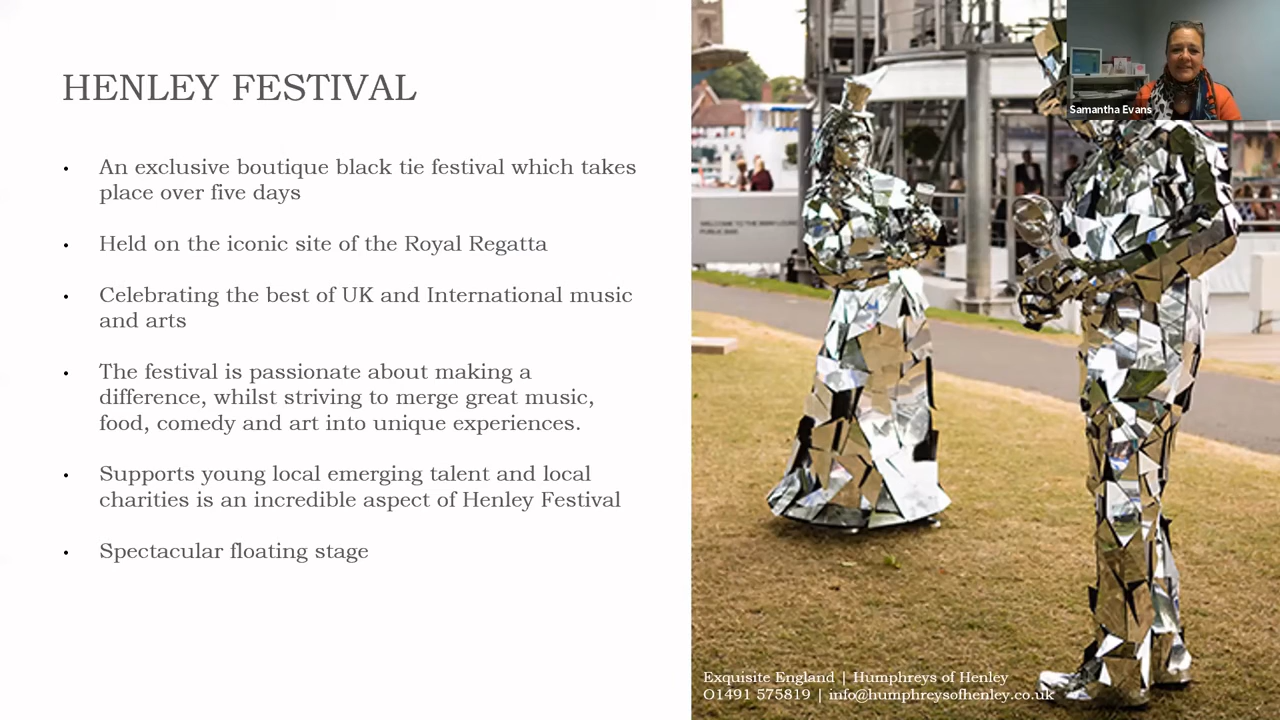 HENLEY FESTIVAL
• An exclusive boutique black tie festival which takes
place over five days
• Held on the iconic site of the Royal Regatta
• Celebrating the best of UK and International music
and arts
• The festival is passionate about making a
difference, whilst striving to merge great music,
food, comedy and art into unique experiences.
• Supports young local emerging talent and local
charities is an incredible aspect of Henley Festival
• Spectacular floating stage
Samantha Evans
Exquisite England | Humphreys of Henley
O1491 575819 | info@humphreysofhenley.co.uk